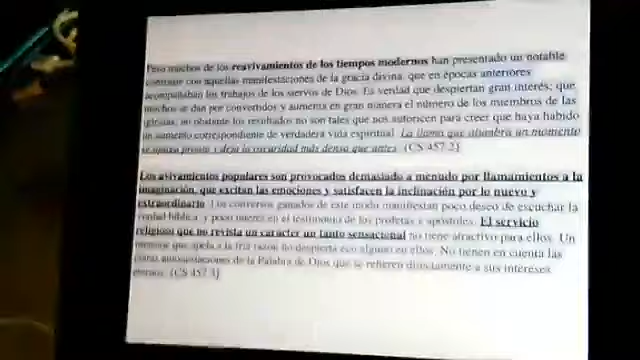 Pero muchos de los reavivamientos de los tiempos modernos han presentado un notable
contraste con aquellas manifestaciones de la gracia divina, que en épocas anteriores
acompañaban los trabajos de los siervos de Dios. Es verdad que despiertan gran interés, que
muchos se dan por convertidos y aumenta en gran manera el número de los miembros de las
iglesias; no obstante los resultados no son tales que nos autoricen para creer que haya habido
un aumento correspondiente de verdadera vida espiritual. La llama que alumbra un momento
se apaga pronto y deja la oscuridad más densa que antes. {CS 457.2}
Los avivamientos populares son provocados demasiado a menudo por llamamientos a la
imaginación, que excitan las emociones y satisfacen la inclinación por lo nuevo y
extraordinario. Los conversos ganados de este modo manifiestan poco deseo de escuchar la
verdad bíblica, y poco interés en el testimonio de los profetas y apóstoles. El servicio
religioso que no revista un carácter un tanto sensacional no tiene atractivo para ellos. Un
mensaje que apela a la fría razón no despierta eco alguno en ellos. No tienen en cuenta las
claras amonestaciones de la Palabra de Dios que se refieren directamente a sus intereses
eternos. {CS 457.3}